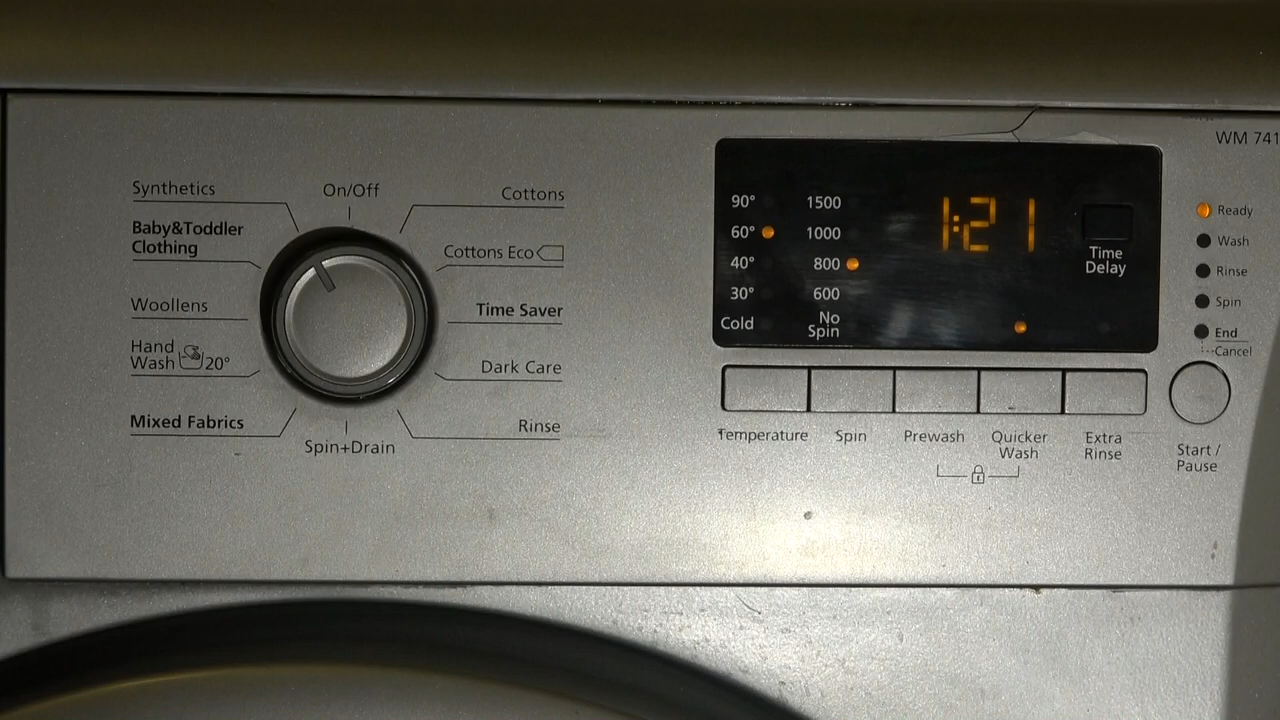 WM 741
Synthetics
On/Off
Cottons
Baby&Toddler
Clothing
Cottons Eco
Woollens
Time Saver
Hand
Wash 20°
Dark Care
Mixed Fabrics
Rinse
Spin+Drain
90° 1500
60° 1000
40° 800
30° 600
Cold No
Spin
1:21
Time
Delay
Ready
Wash
Rinse
Spin
End
Cancel
Temperature
Spin
Prewash
Quicker
Wash
Extra
Rinse
Start /
Pause